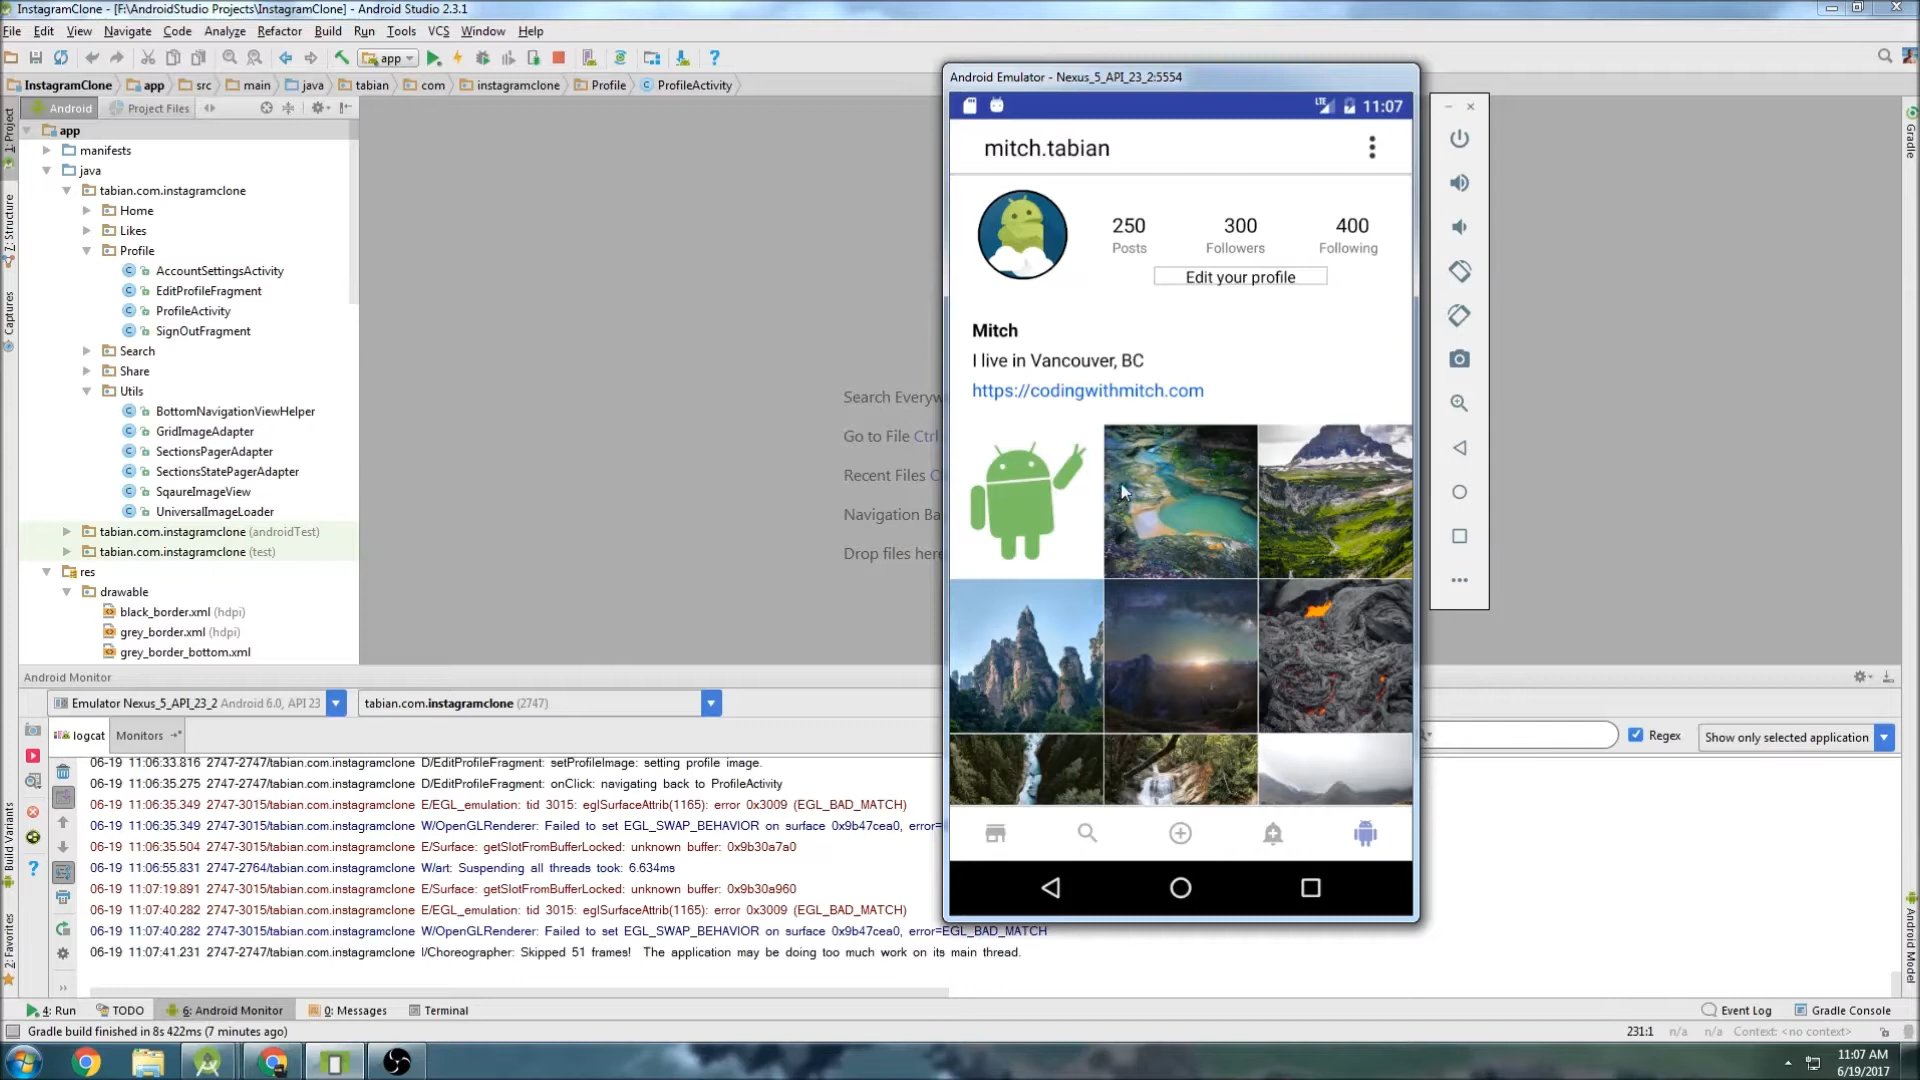 InstagramClone - [F:\AndroidStudio Projects\InstagramClone] - Android Studio 2.3.1
File Edit View Navigate Code Analyze Refactor Build Run Tools VCS Window Help
app
InstagramClone app src main java tabian com instagramclone Profile ProfileActivity
Android Project Files
1: Project
7: Structure
Captures
Build Variants
2: Favorites
Gradle
Android Model
app
manifests
java
tabian.com.instagramclone
Home
Likes
Profile
AccountSettingsActivity
EditProfileFragment
ProfileActivity
SignOutFragment
Search
Share
Utils
BottomNavigationViewHelper
GridImageAdapter
SectionsPagerAdapter
SectionsStatePagerAdapter
SqaureImageView
UniversalImageLoader
tabian.com.instagramclone (androidTest)
tabian.com.instagramclone (test)
res
drawable
black_border.xml (hdpi)
grey_border.xml (hdpi)
grey_border_bottom.xml
Search Everyw
Go to File Ctrl
Recent Files C
Navigation Ba
Drop files here
Android Emulator - Nexus_5_API_23_2:5554
LTE 11:07
mitch.tabian
250 300 400
Posts Followers Following
Edit your profile
Mitch
I live in Vancouver, BC
https://codingwithmitch.com
Android Monitor
Emulator Nexus_5_API_23_2 Android 6.0, API 23
tabian.com.instagramclone (2747)
logcat Monitors
Regex
Show only selected application
06-19 11:06:33.816 2747-2747/tabian.com.instagramclone D/EditProfileFragment: setProfileImage: setting profile image.
06-19 11:06:35.275 2747-2747/tabian.com.instagramclone D/EditProfileFragment: onClick: navigating back to ProfileActivity
06-19 11:06:35.349 2747-3015/tabian.com.instagramclone E/EGL_emulation: tid 3015: eglSurfaceAttrib(1165): error 0x3009 (EGL_BAD_MATCH)
06-19 11:06:35.349 2747-3015/tabian.com.instagramclone W/OpenGLRenderer: Failed to set EGL_SWAP_BEHAVIOR on surface 0x9b47cea0, error=
06-19 11:06:35.504 2747-3015/tabian.com.instagramclone E/Surface: getSlotFromBufferLocked: unknown buffer: 0x9b30a7a0
06-19 11:06:55.831 2747-2764/tabian.com.instagramclone W/art: Suspending all threads took: 6.634ms
06-19 11:07:19.891 2747-3015/tabian.com.instagramclone E/Surface: getSlotFromBufferLocked: unknown buffer: 0x9b30a960
06-19 11:07:40.282 2747-3015/tabian.com.instagramclone E/EGL_emulation: tid 3015: eglSurfaceAttrib(1165): error 0x3009 (EGL_BAD_MATCH)
06-19 11:07:40.282 2747-3015/tabian.com.instagramclone W/OpenGLRenderer: Failed to set EGL_SWAP_BEHAVIOR on surface 0x9b47cea0, error=EGL_BAD_MATCH
06-19 11:07:41.231 2747-2747/tabian.com.instagramclone I/Choreographer: Skipped 51 frames! The application may be doing too much work on its main thread.
4: Run TODO 6: Android Monitor 0: Messages Terminal
Event Log Gradle Console
Gradle build finished in 8s 422ms (7 minutes ago)
231:1 n/a n/a Context: <no context>
11:07 AM
6/19/2017